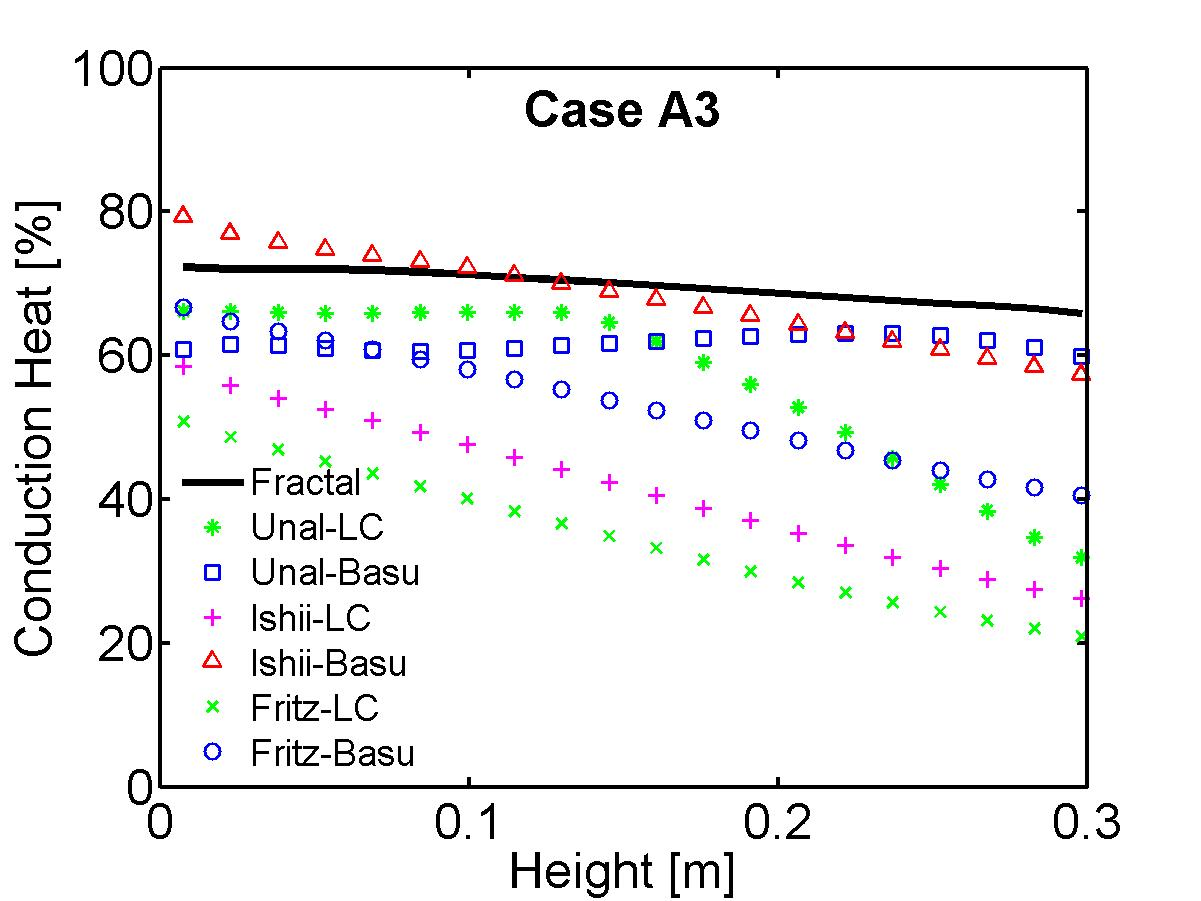 Case A3
Conduction Heat [%]
100
80
60
40
20
0
Fractal
Unal-LC
Unal-Basu
Ishii-LC
Ishii-Basu
Fritz-LC
Fritz-Basu
0 0.1 0.2 0.3
Height [m]